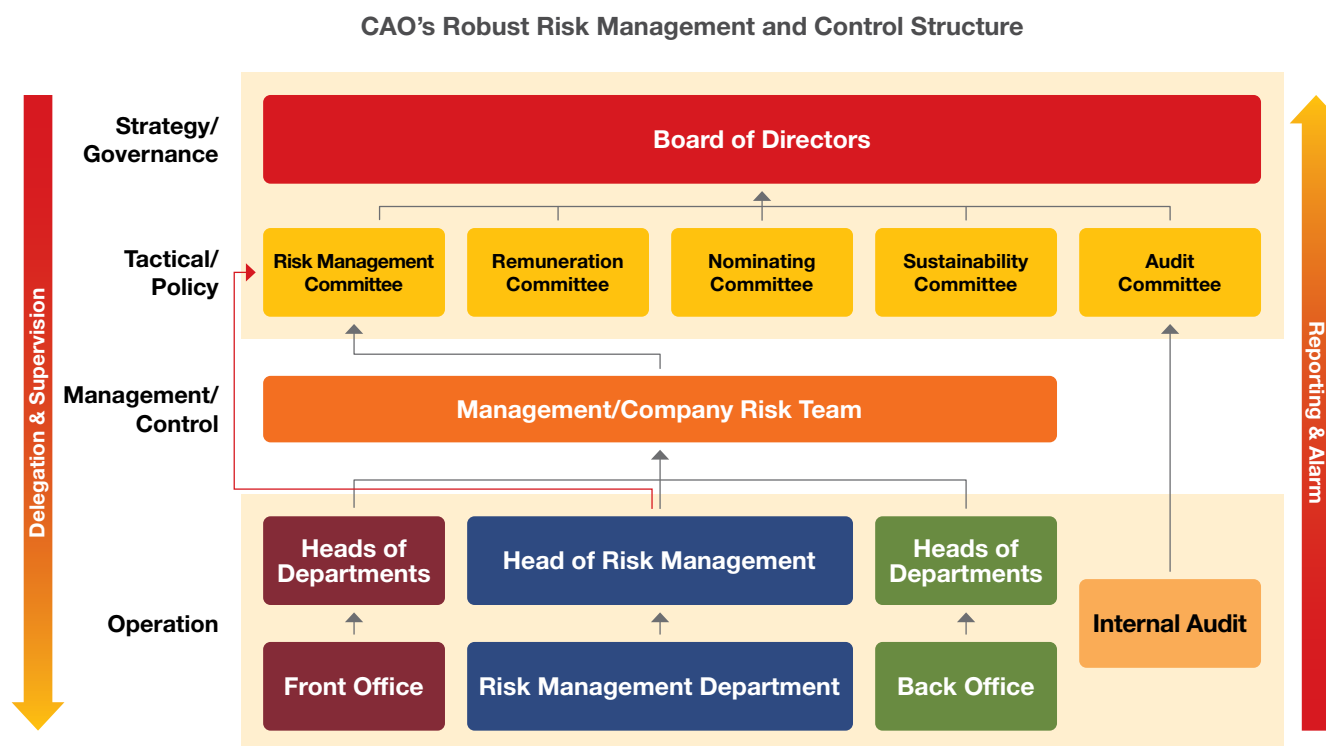 CAO’s Robust Risk Management and Control Structure
Strategy/
Governance
Board of Directors
Tactical/
Policy
Risk Management
Committee
Remuneration
Committee
Nominating
Committee
Sustainability
Committee
Audit
Committee
Delegation & Supervision
Reporting & Alarm
Management/
Control
Management/Company Risk Team
Operation
Heads of
Departments
Head of Risk Management
Heads of
Departments
Internal Audit
Front Office
Risk Management Department
Back Office